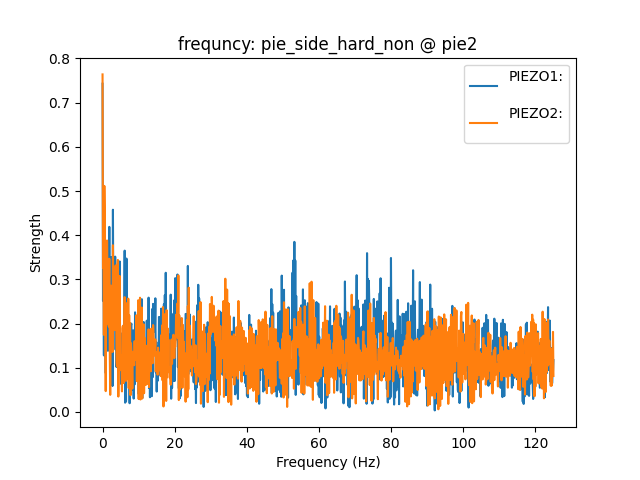 frequncy: pie_side_hard_non @ pie2
PIEZO1:
PIEZO2:
Strength
0.8
0.7
0.6
0.5
0.4
0.3
0.2
0.1
0.0
0 20 40 60 80 100 120
Frequency (Hz)